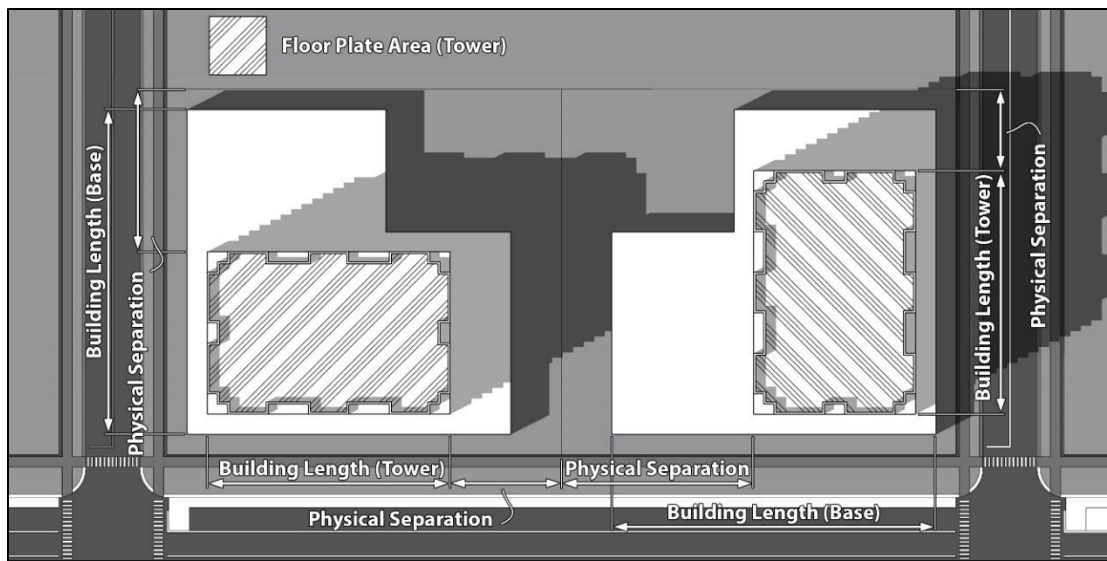 Floor Plate Area (Tower)
Building Length (Base)
Physical Separation
Building Length (Tower)
Physical Separation
Building Length (Tower)
Physical Separation
Physical Separation
Building Length (Base)